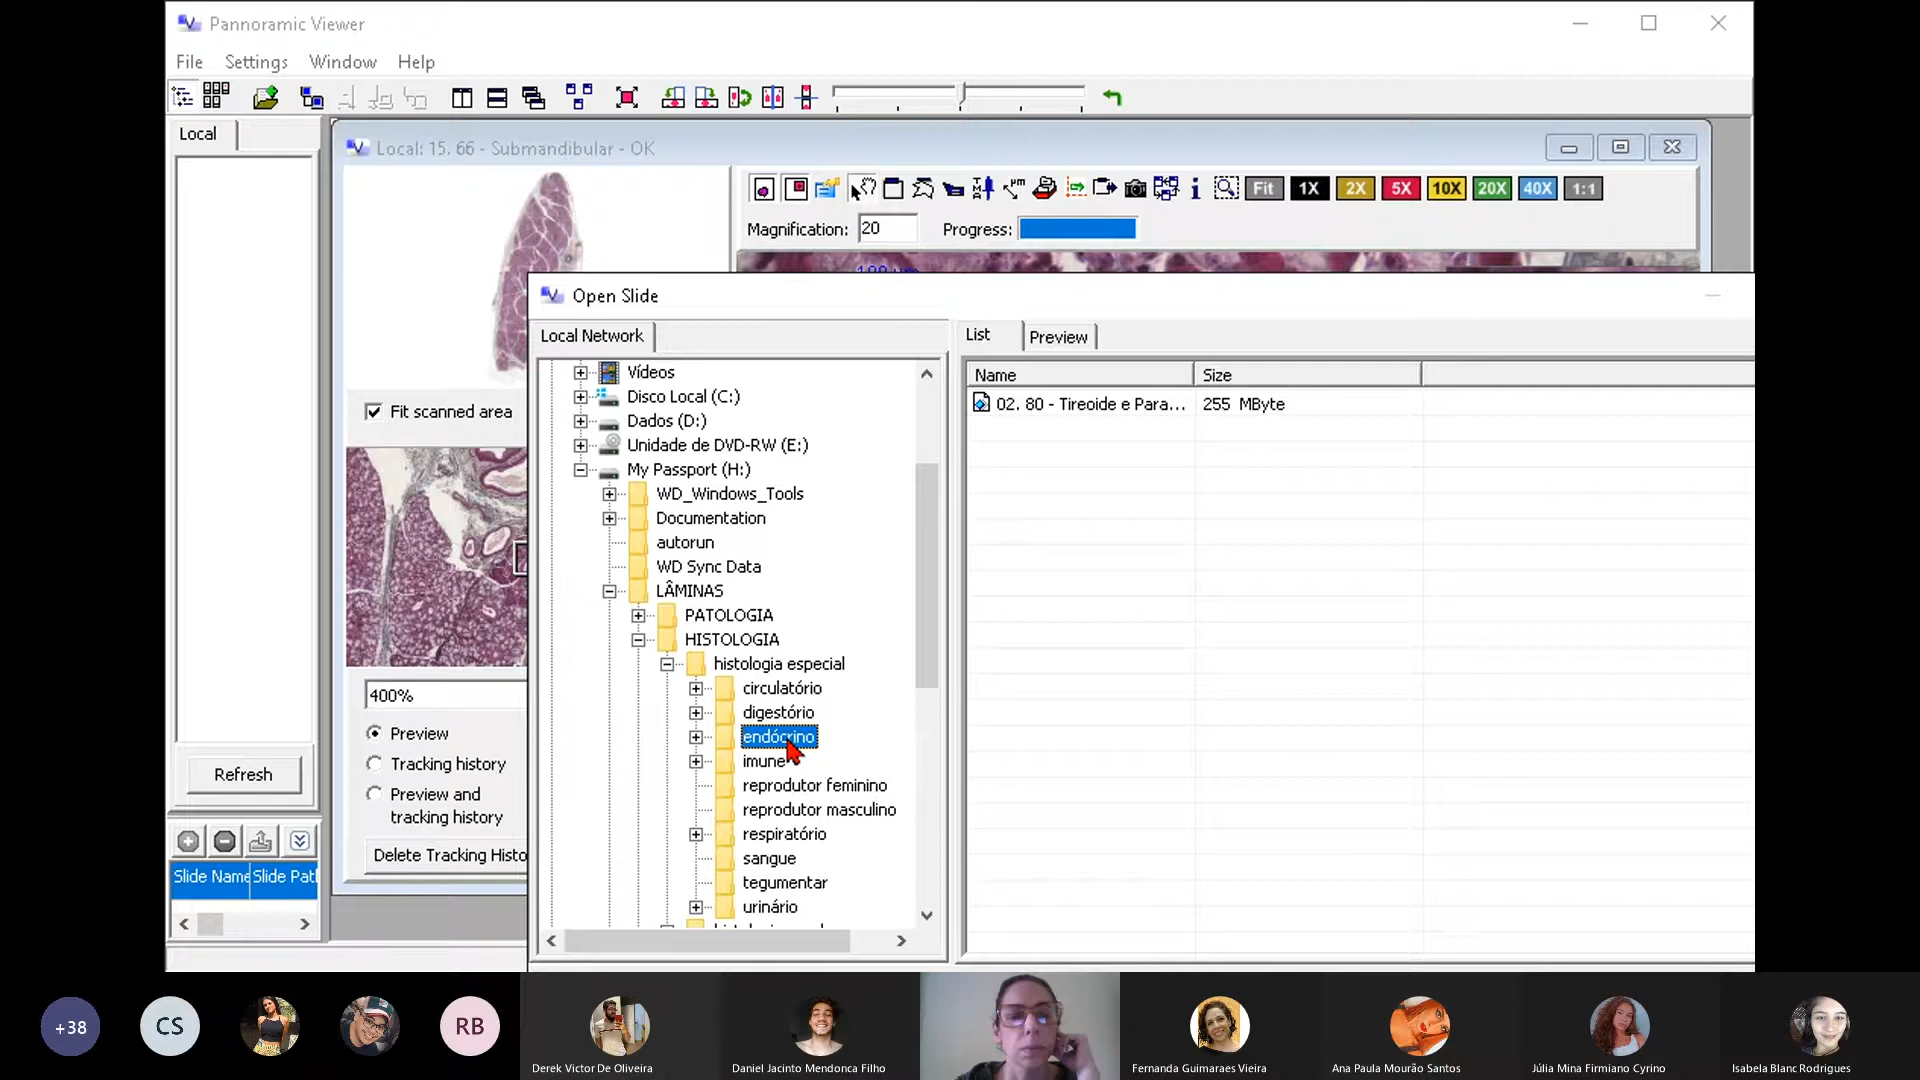 Pannoramic Viewer
File Settings Window Help
Local
Local: 15. 66 - Submandibular - OK
Fit 1X 2X 5X 10X 20X 40X 1:1
Magnification: 20 Progress:
Open Slide
Local Network
List Preview
Name Size
02. 80 - Tireoide e Para... 255 MByte
Vídeos
Disco Local (C:)
Dados (D:)
Unidade de DVD-RW (E:)
My Passport (H:)
WD_Windows_Tools
Documentation
autorun
WD Sync Data
LÂMINAS
PATOLOGIA
HISTOLOGIA
histologia especial
circulatório
digestório
endócrino
imune
reprodutor feminino
reprodutor masculino
respiratório
sangue
tegumentar
urinário
Fit scanned area
400%
Preview
Tracking history
Preview and
tracking history
Delete Tracking Histo
Refresh
Slide Name Slide Pat
+38
CS
RB
Derek Victor De Oliveira
Daniel Jacinto Mendonca Filho
Fernanda Guimaraes Vieira
Ana Paula Mourão Santos
Júlia Mina Firmiano Cyrino
Isabela Blanc Rodrigues